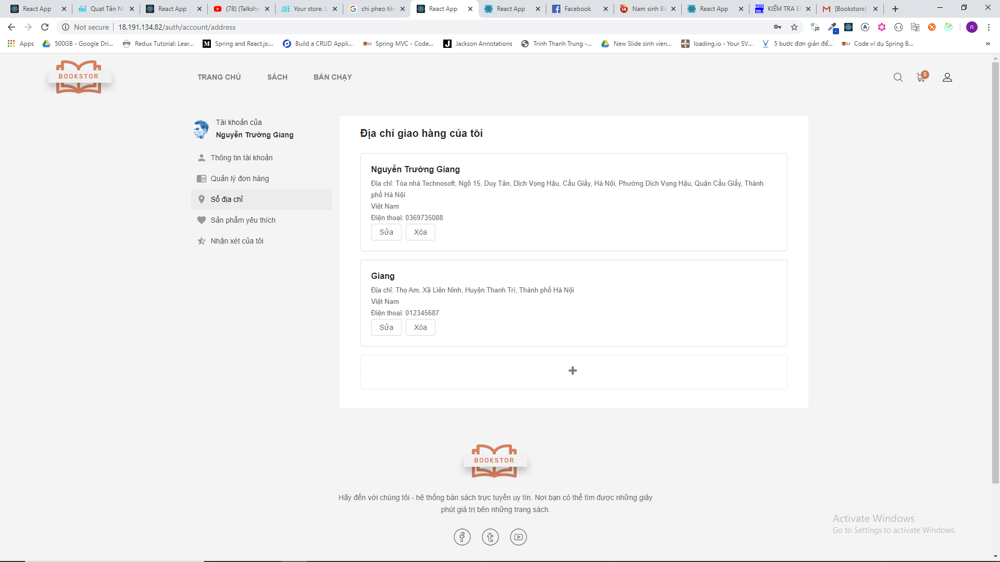 React App
Quạt Tản Nh
React App
(78) (Talksho
Your store. L
chi pheo tiki
React App
React App
Facebook
Nam sinh Bá
React App
KIỂM TRA EN
[Bookstore]
Not secure
18.191.134.82/auth/account/address
Apps
500GB - Google Dri...
Redux Tutorial: Lear...
Spring and React.js:...
Build a CRUD Appli...
Spring MVC - Code...
Jackson Annotations
Trinh Thanh Trung -...
New Slide sinh vien...
loading.io - Your SV...
5 bước đơn giản để...
Code ví dụ Spring B...
BOOKSTOR
TRANG CHỦ
SÁCH
BÁN CHẠY
0
Tài khoản của
Nguyễn Trường Giang
Thông tin tài khoản
Quản lý đơn hàng
Sổ địa chỉ
Sản phẩm yêu thích
Nhận xét của tôi
Địa chỉ giao hàng của tôi
Nguyễn Trường Giang
Địa chỉ: Tòa nhà Technosoft, Ngõ 15, Duy Tân, Dịch Vọng Hậu, Cầu Giấy, Hà Nội, Phường Dịch Vọng Hậu, Quận Cầu Giấy, Thành
phố Hà Nội
Việt Nam
Điện thoại: 0369735088
Sửa
Xóa
Giang
Địa chỉ: Thọ Am, Xã Liên Ninh, Huyện Thanh Trì, Thành phố Hà Nội
Việt Nam
Điện thoại: 012345687
Sửa
Xóa
BOOKSTOR
Hãy đến với chúng tôi - hệ thống bán sách trực tuyến uy tín. Nơi bạn có thể tìm được những giây
phút giá trị bên những trang sách.
Activate Windows
Go to Settings to activate Windows.